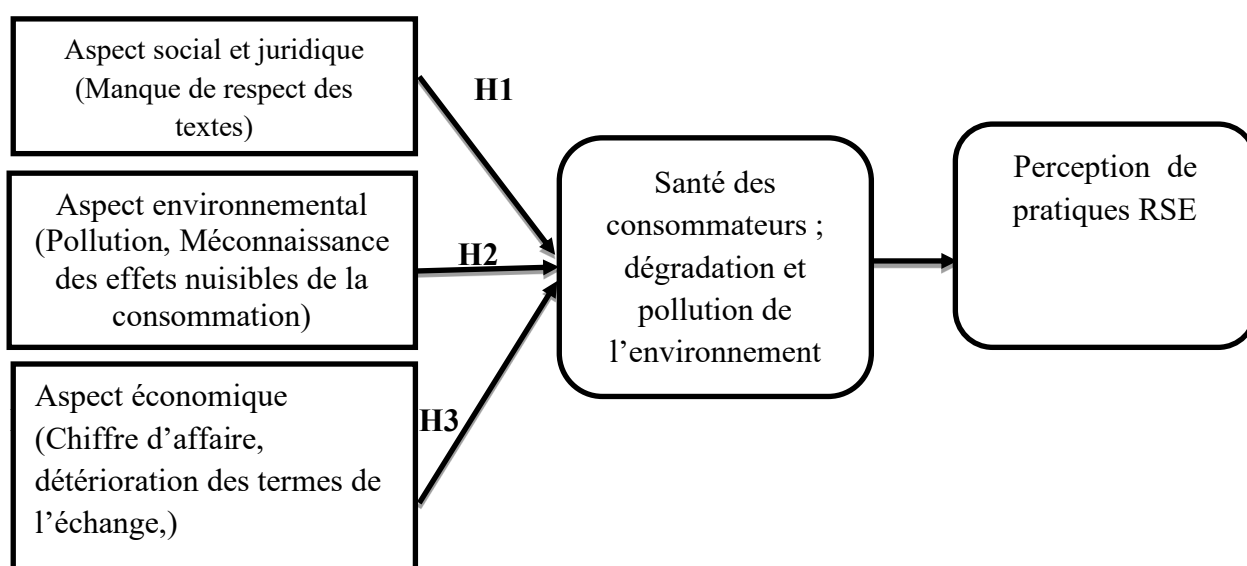 Aspect social et juridique
(Manque de respect des
textes)
H1
Aspect environnemental
(Pollution, Méconnaissance
des effets nuisibles de la
consommation)
H2
Aspect économique
(Chiffre d’affaire,
détérioration des termes de
l’échange,)
H3
Santé des
consommateurs ;
dégradation et
pollution de
l’environnement
Perception de
pratiques RSE